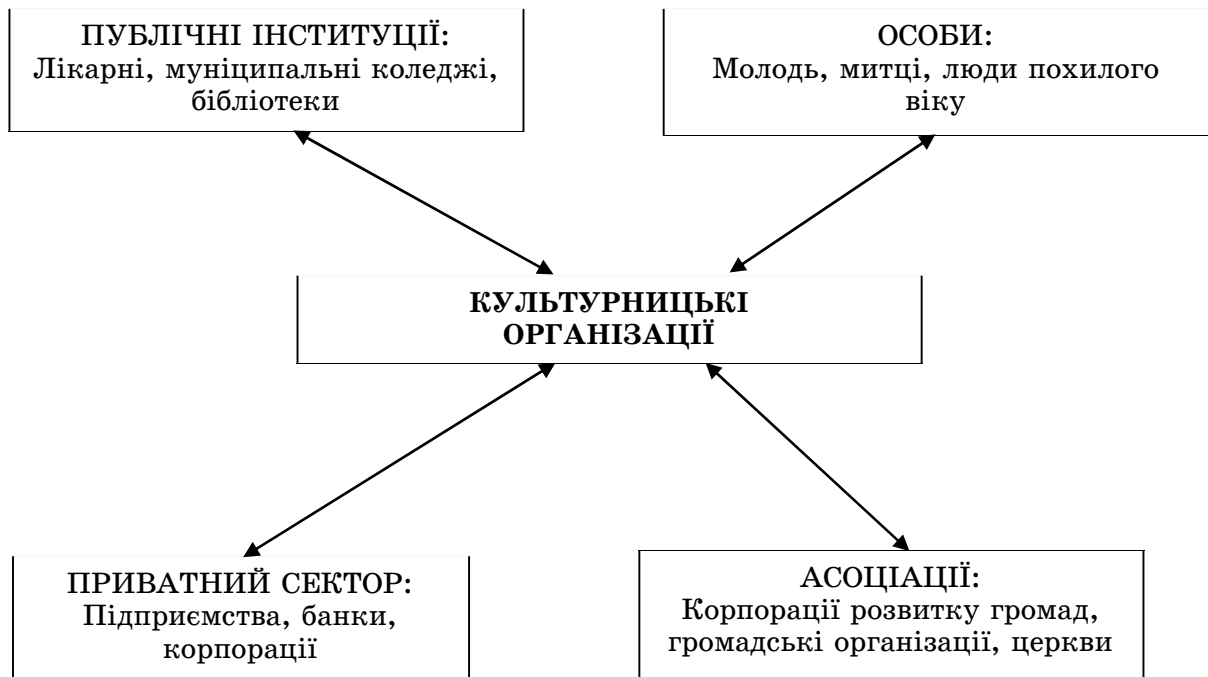 ПУБЛІЧНІ ІНСТИТУЦІЇ:
Лікарні, муніципальні коледжі,
бібліотеки
ОСОБИ:
Молодь, митці, люди похилого
віку
КУЛЬТУРНИЦЬКІ
ОРГАНІЗАЦІЇ
ПРИВАТНИЙ СЕКТОР:
Підприємства, банки,
корпорації
АСОЦІАЦІЇ:
Корпорації розвитку громад,
громадські організації, церкви